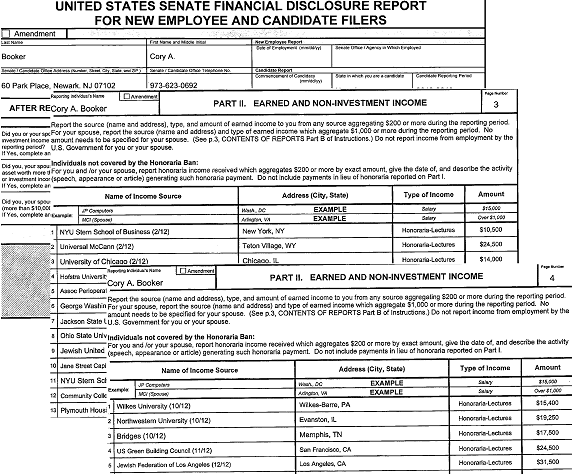 UNITED STATES SENATE FINANCIAL DISCLOSURE REPORT
FOR NEW EMPLOYEE AND CANDIDATE FILERS
Amendment
Last Name
First Name and Middle Initial
New Employee Report
Date of Employment (mm/dd/yy)
Senate Office / Agency in Which Employed
Booker
Cory A.
Senate / Candidate Office Address (Number, Street, City, State, and ZIP)
Senate / Candidate Office Telephone No.
Candidate Report
Commencement of Candidacy (mm/dd/yy)
State in which you are a candidate
Candidate Reporting Period
60 Park Place, Newark, NJ 07102
973-623-0692
AFTER RE
Did you or your spo
investment income
reporting period?
If Yes, complete an
Did you, your spou
asset worth more t
or investment incom
If Yes, complete an
Did you, your spou
(more than $10,000
If Yes, complete an
Reporting Individual's Name
Amendment
Cory A. Booker
PART II. EARNED AND NON-INVESTMENT INCOME
Page Number
3
Report the source (name and address), type, and amount of earned income to you from any source aggregating $200 or more during the reporting period.
For your spouse, report the source (name and address) and type of earned income which aggregate $1,000 or more during the reporting period. No
amount needs to be specified for your spouse. (See p.3, CONTENTS OF REPORTS Part B of Instructions.) Do not report income from employment by the
U.S. Government for you or your spouse.
Individuals not covered by the Honoraria Ban:
For you and /or your spouse, report honoraria income received which aggregates $200 or more by exact amount, give the date of, and describe the activity
(speech, appearance or article) generating such honoraria payment. Do not include payments in lieu of honoraria reported on Part I.
Name of Income Source
Address (City, State)
Type of Income
Amount
Example:
JP Computers
Wash., DC
EXAMPLE
Salary
$15,000
MCI (Spouse)
Arlington, VA
EXAMPLE
Salary
Over $1,000
1 NYU Stern School of Business (2/12) New York, NY Honoraria-Lectures $10,500
2 Universal McCann (2/12) Teton Village, WY Honoraria-Lectures $24,500
3 University of Chicago (2/12) Chicago, IL Honoraria-Lectures $14,000
4 Hofstra Universit
5 Assoc Perioperat
6 George Washin
7 Jackson State
8 Ohio State Univ
9 Jewish United
10 Jane Street Capi
11 NYU Stern Sc
12 Community Colle
13 Plymouth Housi
Reporting Individual's Name
Amendment
Cory A. Booker
PART II. EARNED AND NON-INVESTMENT INCOME
Page Number
4
Report the source (name and address), type, and amount of earned income to you from any source aggregating $200 or more during the reporting period.
For your spouse, report the source (name and address) and type of earned income which aggregate $1,000 or more during the reporting period. No
amount needs to be specified for your spouse. (See p.3, CONTENTS OF REPORTS Part B of Instructions.) Do not report income from employment by the
U.S. Government for you or your spouse.
Individuals not covered by the Honoraria Ban:
For you and /or your spouse, report honoraria income received which aggregates $200 or more by exact amount, give the date of, and describe the activity
(speech, appearance or article) generating such honoraria payment. Do not include payments in lieu of honoraria reported on Part I.
Name of Income Source
Address (City, State)
Type of Income
Amount
Example:
JP Computers
Wash., DC
EXAMPLE
Salary
$15,000
MCI (Spouse)
Arlington, VA
EXAMPLE
Salary
Over $1,000
1 Wilkes University (10/12) Wilkes-Barre, PA Honoraria-Lectures $15,400
2 Northwestern University (10/12) Evanston, IL Honoraria-Lectures $19,250
3 Bridges (10/12) Memphis, TN Honoraria-Lectures $17,500
4 US Green Building Council (11/12) San Francisco, CA Honoraria-Lectures $24,500
5 Jewish Federation of Los Angeles (12/12) Los Angeles, CA Honoraria-Lectures $31,500